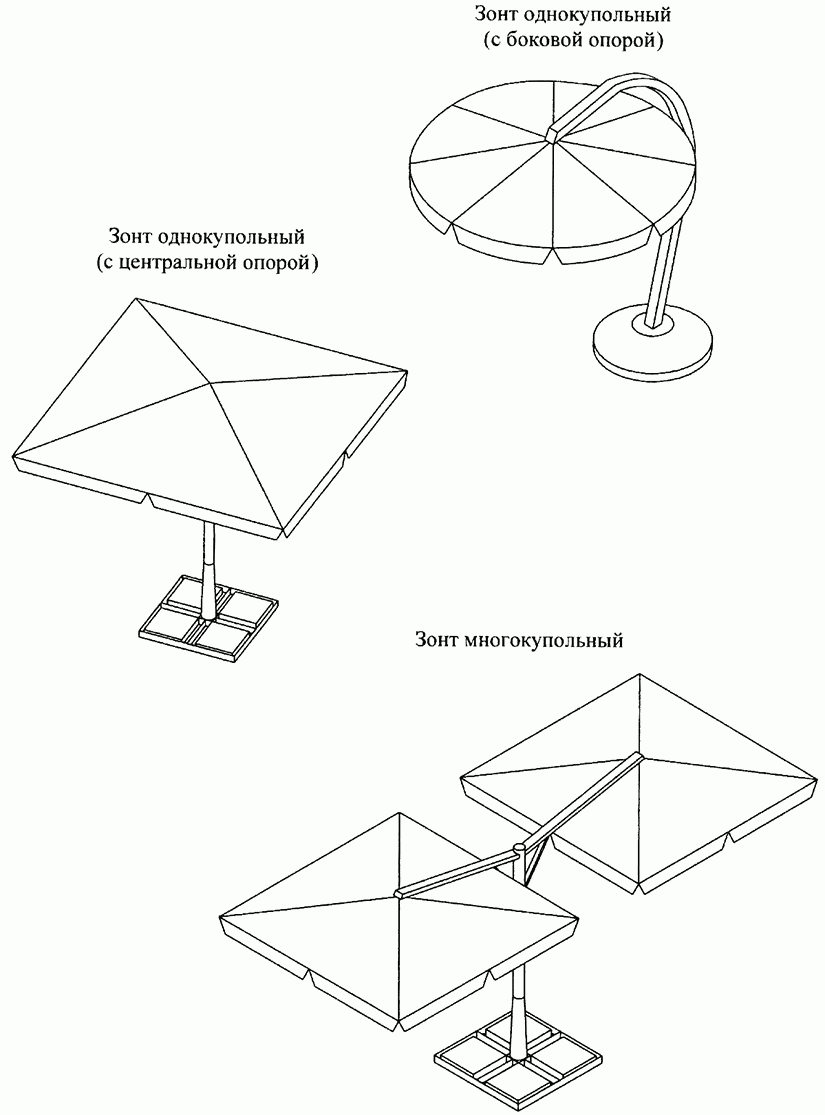 Зонт однокупольный
(с боковой опорой)
Зонт однокупольный
(с центральной опорой)
Зонт многокупольный